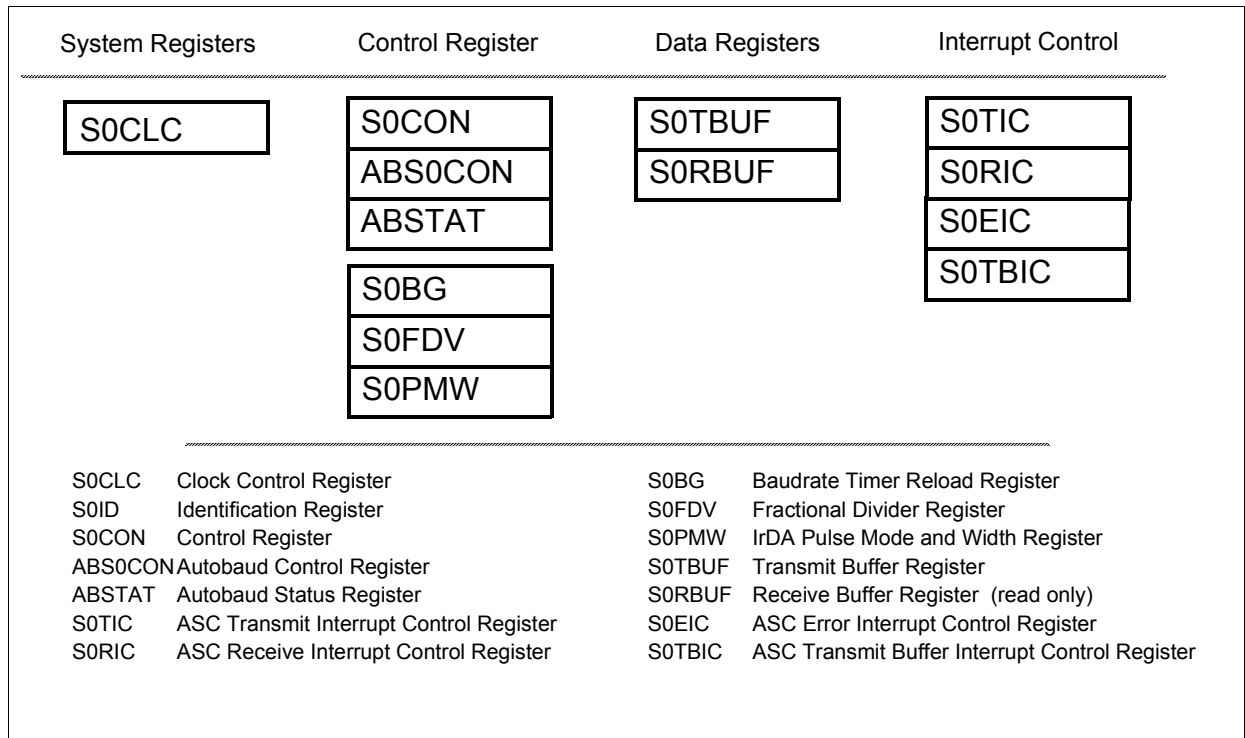 System Registers Control Register Data Registers Interrupt Control
S0CLC S0CON S0TBUF S0TIC
ABS0CON S0RBUF S0RIC
ABSTAT S0EIC
S0BG S0TBIC
S0FDV
S0PMW
S0CLC Clock Control Register S0BG Baudrate Timer Reload Register
S0ID Identification Register S0FDV Fractional Divider Register
S0CON Control Register S0PMW IrDA Pulse Mode and Width Register
ABS0CON Autobaud Control Register S0TBUF Transmit Buffer Register
ABSTAT Autobaud Status Register S0RBUF Receive Buffer Register (read only)
S0TIC ASC Transmit Interrupt Control Register S0EIC ASC Error Interrupt Control Register
S0RIC ASC Receive Interrupt Control Register S0TBIC ASC Transmit Buffer Interrupt Control Register